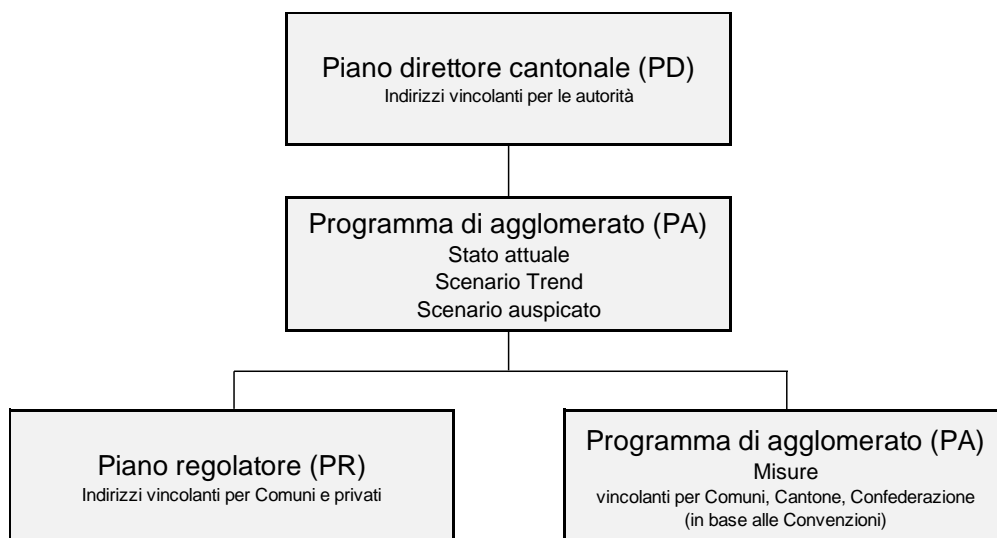 Piano direttore cantonale (PD)
Indirizzi vincolanti per le autorità
Programma di agglomerato (PA)
Stato attuale
Scenario Trend
Scenario auspicato
Piano regolatore (PR)
Indirizzi vincolanti per Comuni e privati
Programma di agglomerato (PA)
Misure
vincolanti per Comuni, Cantone, Confederazione
(in base alle Convenzioni)